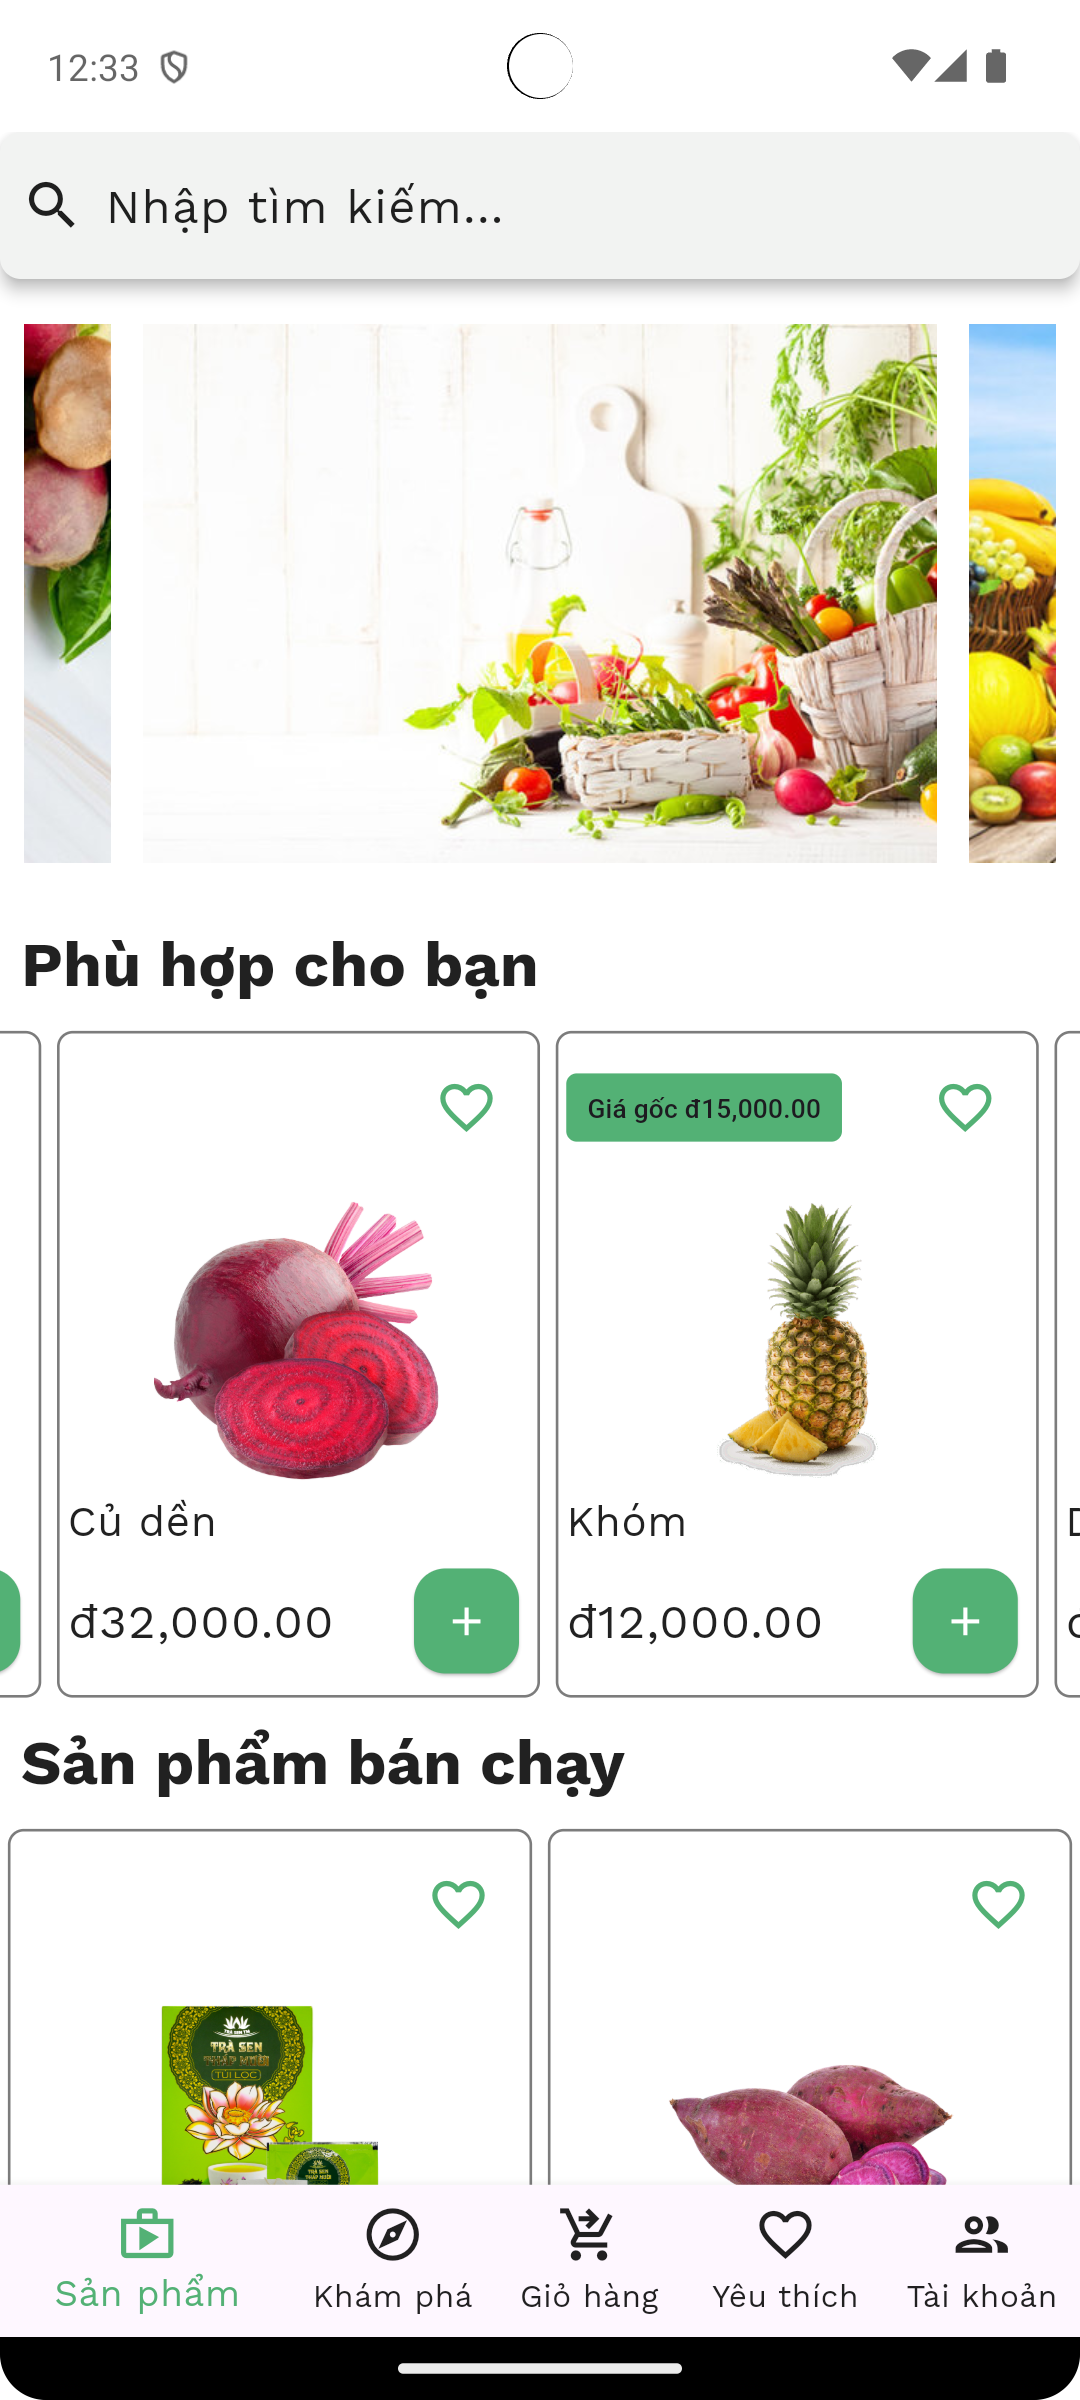 12:33
Nhập tìm kiếm...
Phù hợp cho bạn
Giá gốc đ15,000.00
Củ dền
Khóm
đ32,000.00
đ12,000.00
Sản phẩm bán chạy
TRÀ SEN
THÁP MƯỜI
TÚI LỌC
Sản phẩm
Khám phá
Giỏ hàng
Yêu thích
Tài khoản